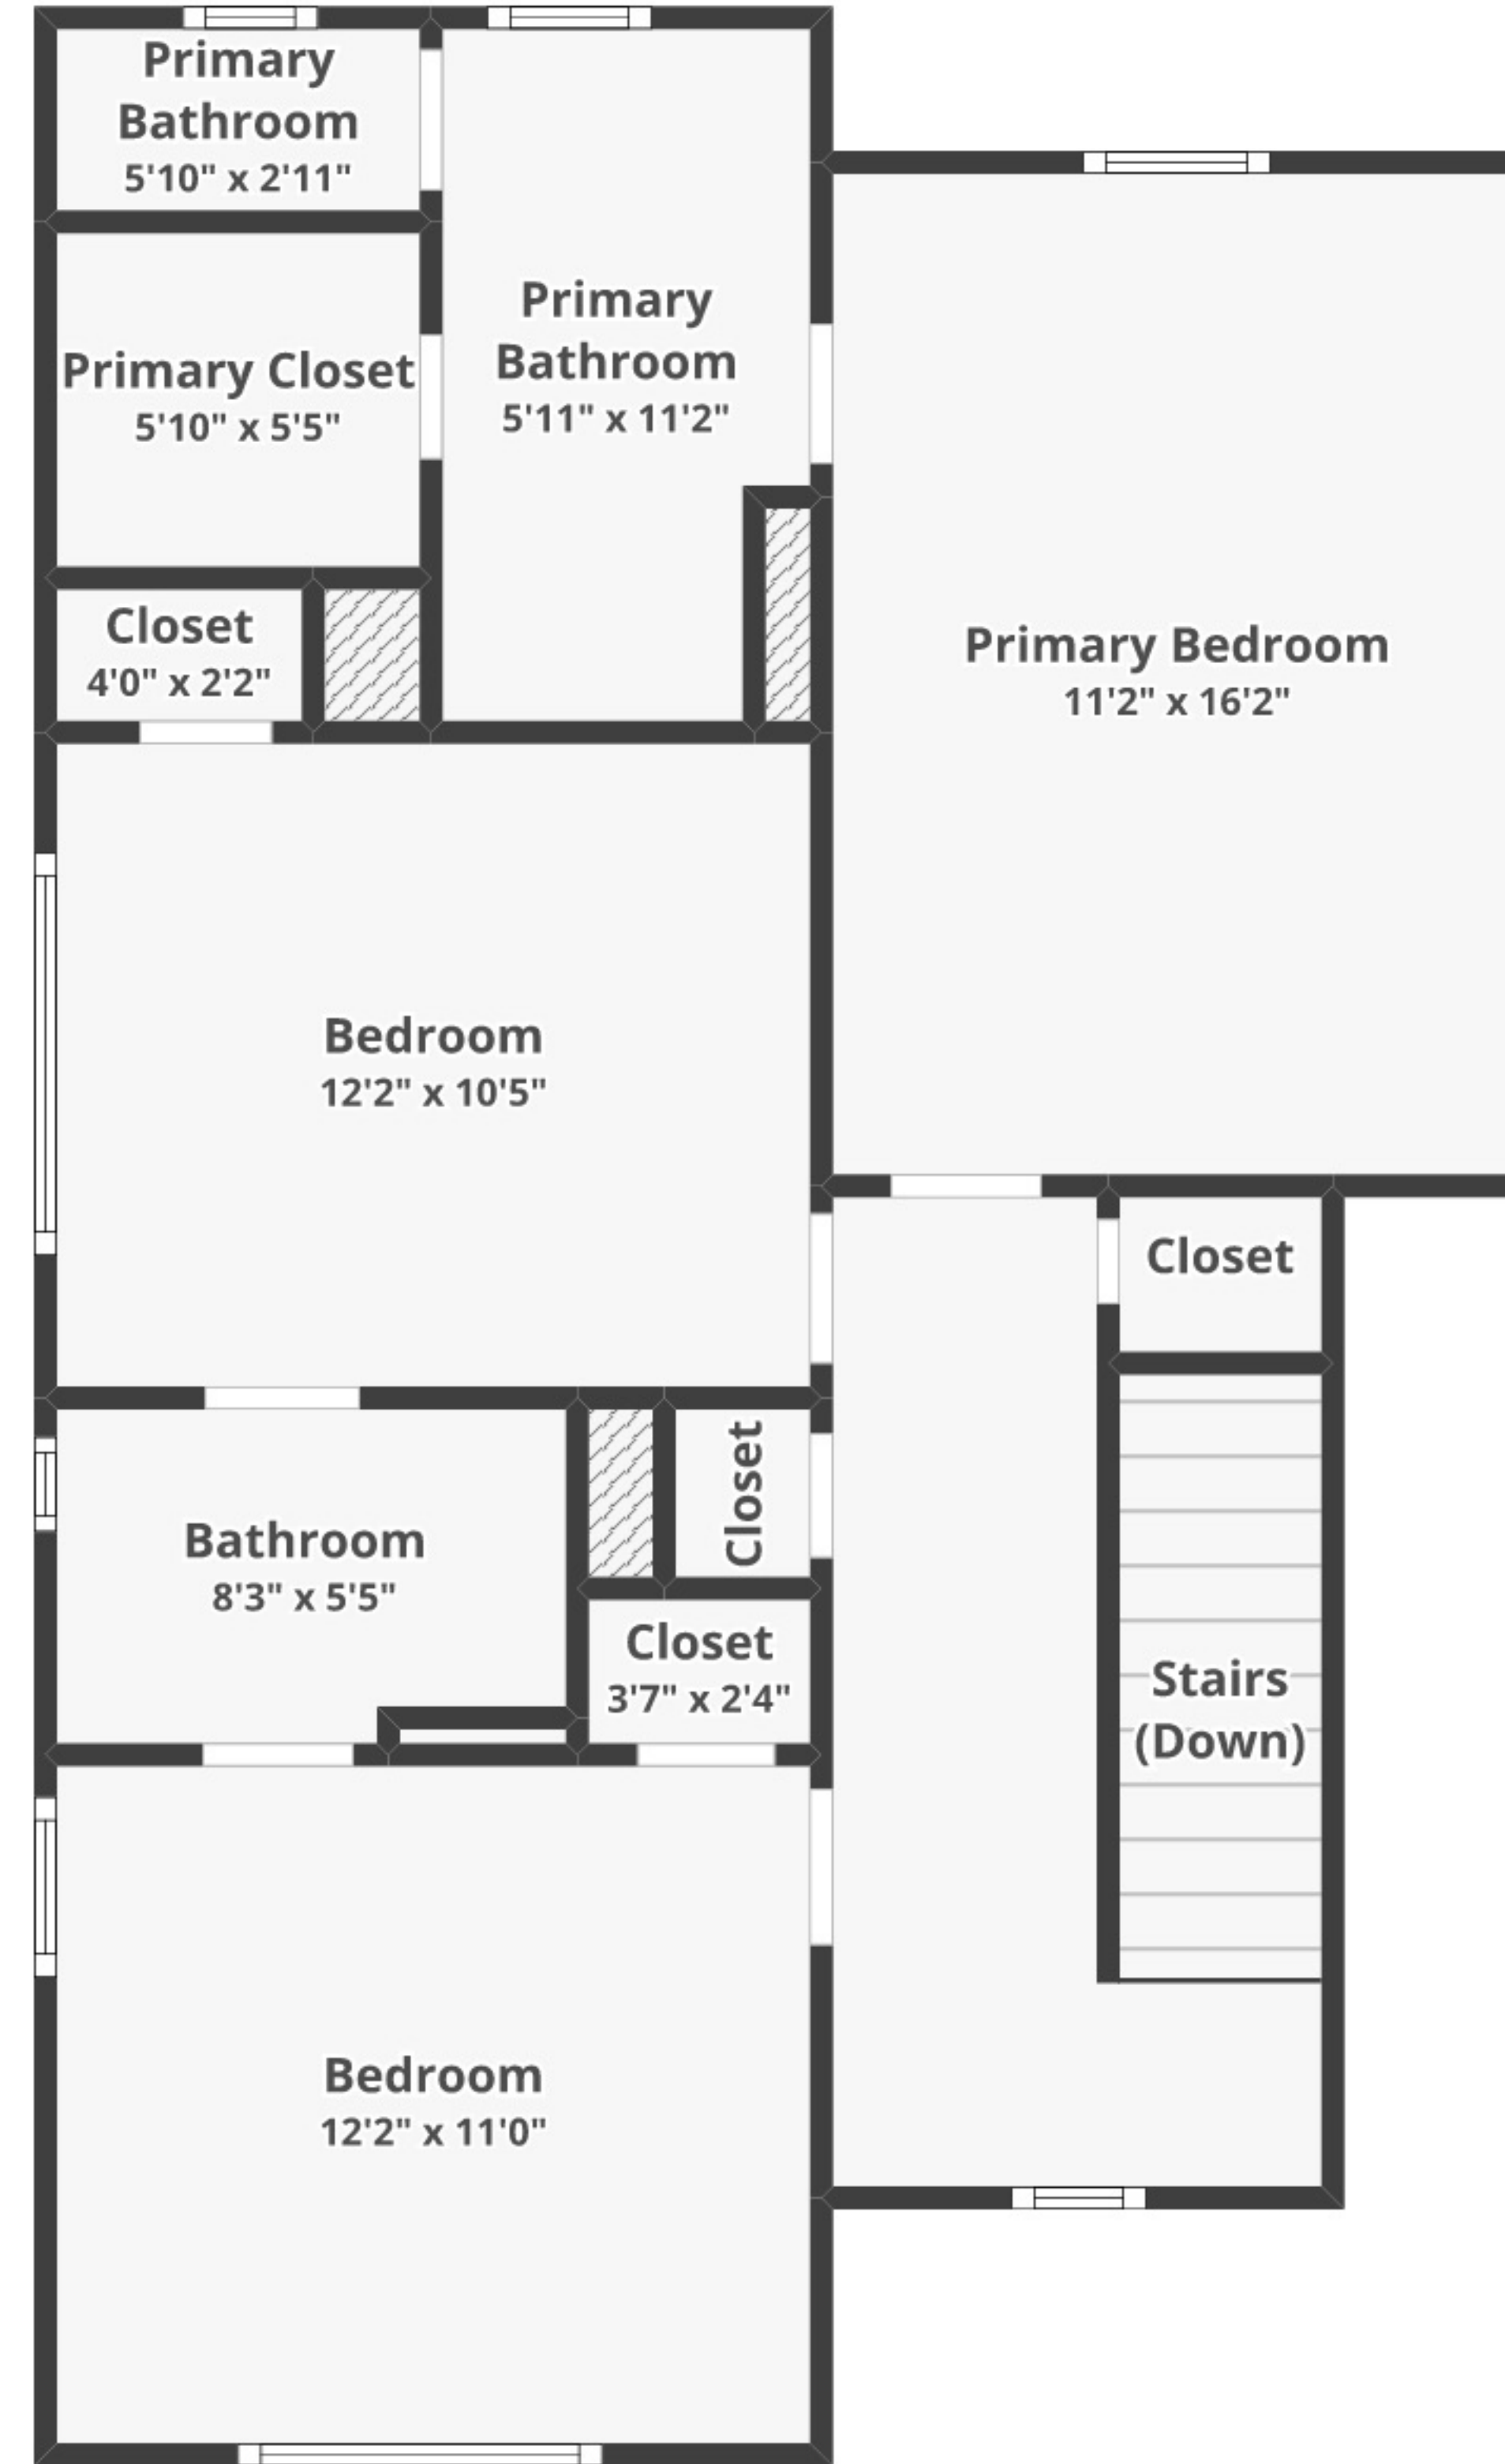 Primary
Bathroom
5'10" x 2'11"
Primary
Bathroom
5'11" x 11'2"
Primary Closet
5'10" x 5'5"
Closet
4'0" x 2'2"
Primary Bedroom
11'2" x 16'2"
Bedroom
12'2" x 10'5"
Closet
Closet
Bathroom
8'3" x 5'5"
Closet
3'7" x 2'4"
Stairs
(Down)
Bedroom
12'2" x 11'0"